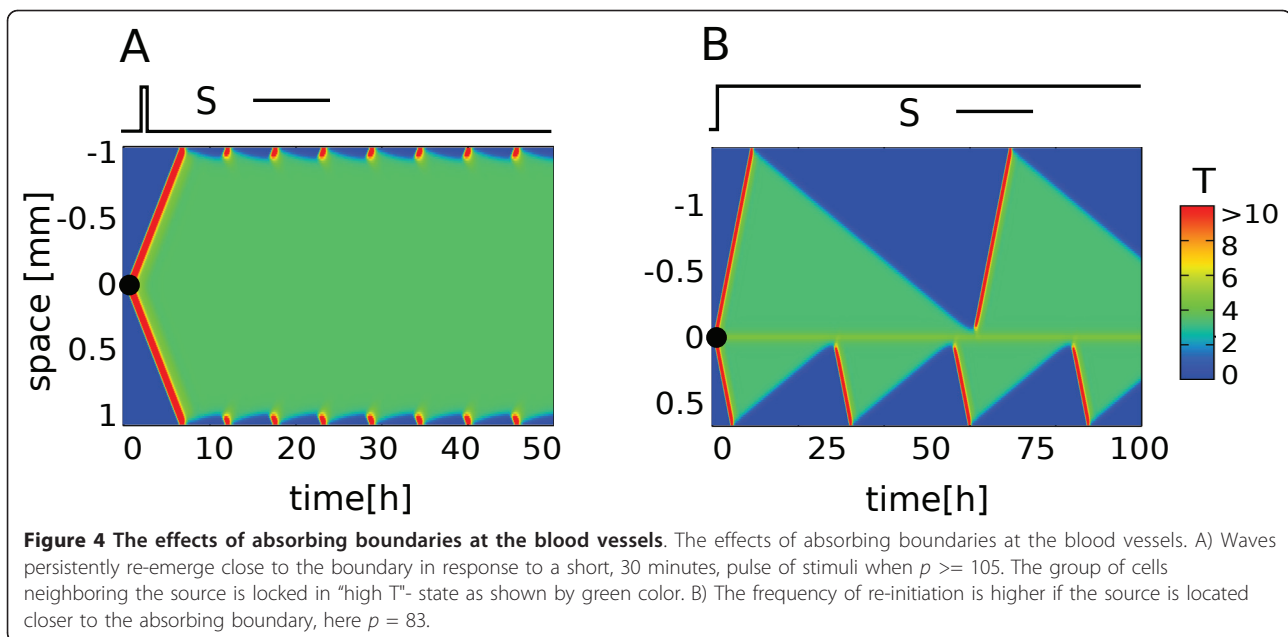 A
B
S
S
-1
-0.5
0
0.5
1
space [mm]
0 10 20 30 40 50
time[h]
-1
-0.5
0
0.5
0 25 50 75 100
time[h]
T
>10
8
6
4
2
0
Figure 4 The effects of absorbing boundaries at the blood vessels. The effects of absorbing boundaries at the blood vessels. A) Waves
persistently re-emerge close to the boundary in response to a short, 30 minutes, pulse of stimuli when p >= 105. The group of cells
neighboring the source is locked in "high T"- state as shown by green color. B) The frequency of re-initiation is higher if the source is located
closer to the absorbing boundary, here p = 83.